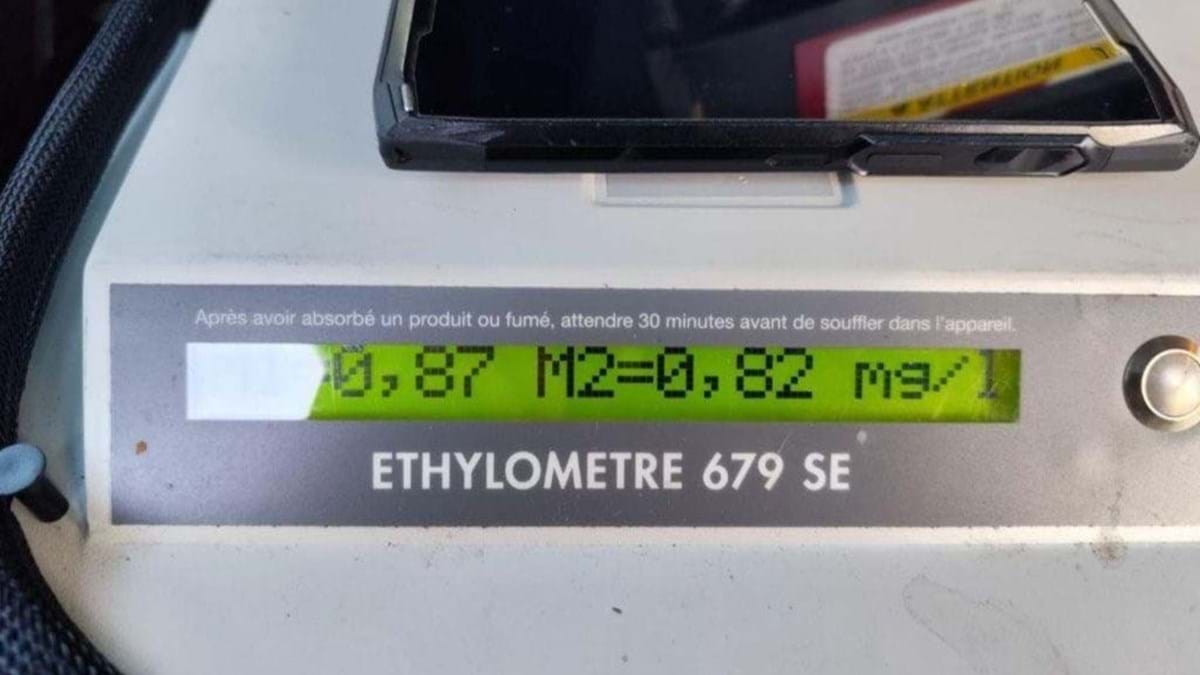 Après avoir absorbé un produit ou fumé, attendre 30 minutes avant de souffler dans l'appareil.
=0,87 M2=0,82 mg/l
ETHYLOMETRE 679 SE